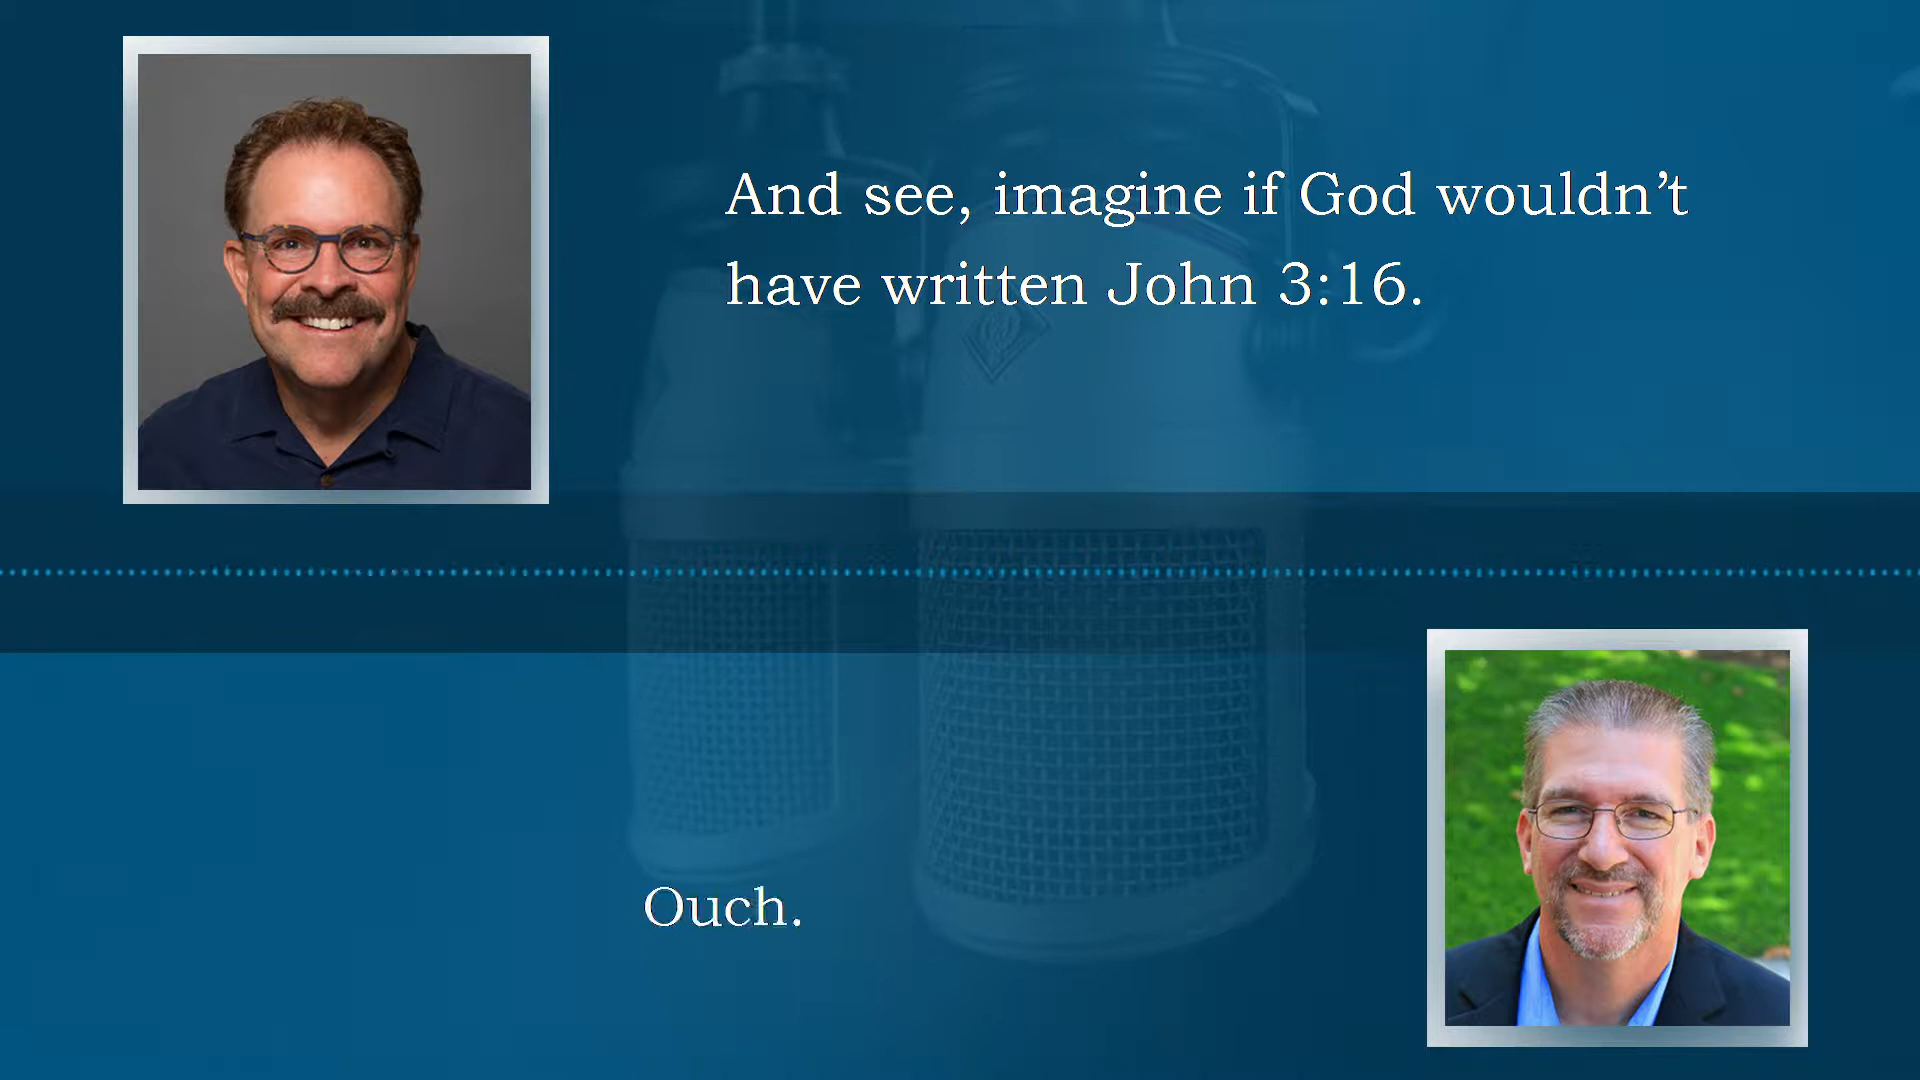 And see, imagine if God wouldn’t
have written John 3:16.
Ouch.